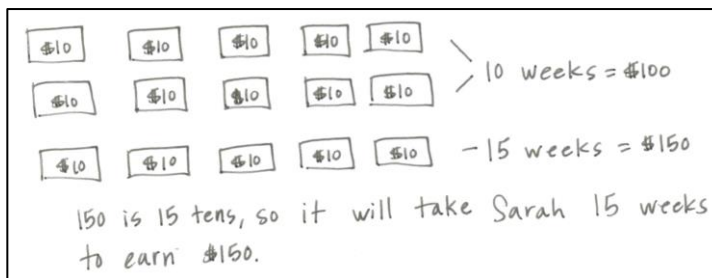 $10 $10 $10 $10 $10
10 weeks = $100
$10 $10 $10 $10 $10
$10 $10 $10 $10 $10 - 15 weeks = $150
150 is 15 tens, so it will take Sarah 15 weeks
to earn $150.